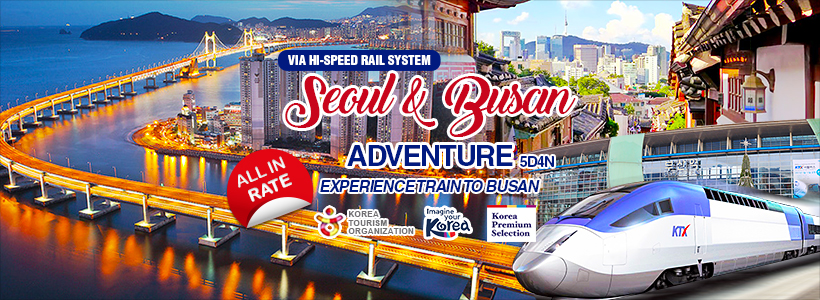 VIA HI-SPEED RAIL SYSTEM
Seoul & Busan
ADVENTURE 5D4N
EXPERIENCE TRAIN TO BUSAN
ALL IN
RATE
KOREA
TOURISM
ORGANIZATION
Imagine
your
Korea
Korea
Premium
Selection
KTX